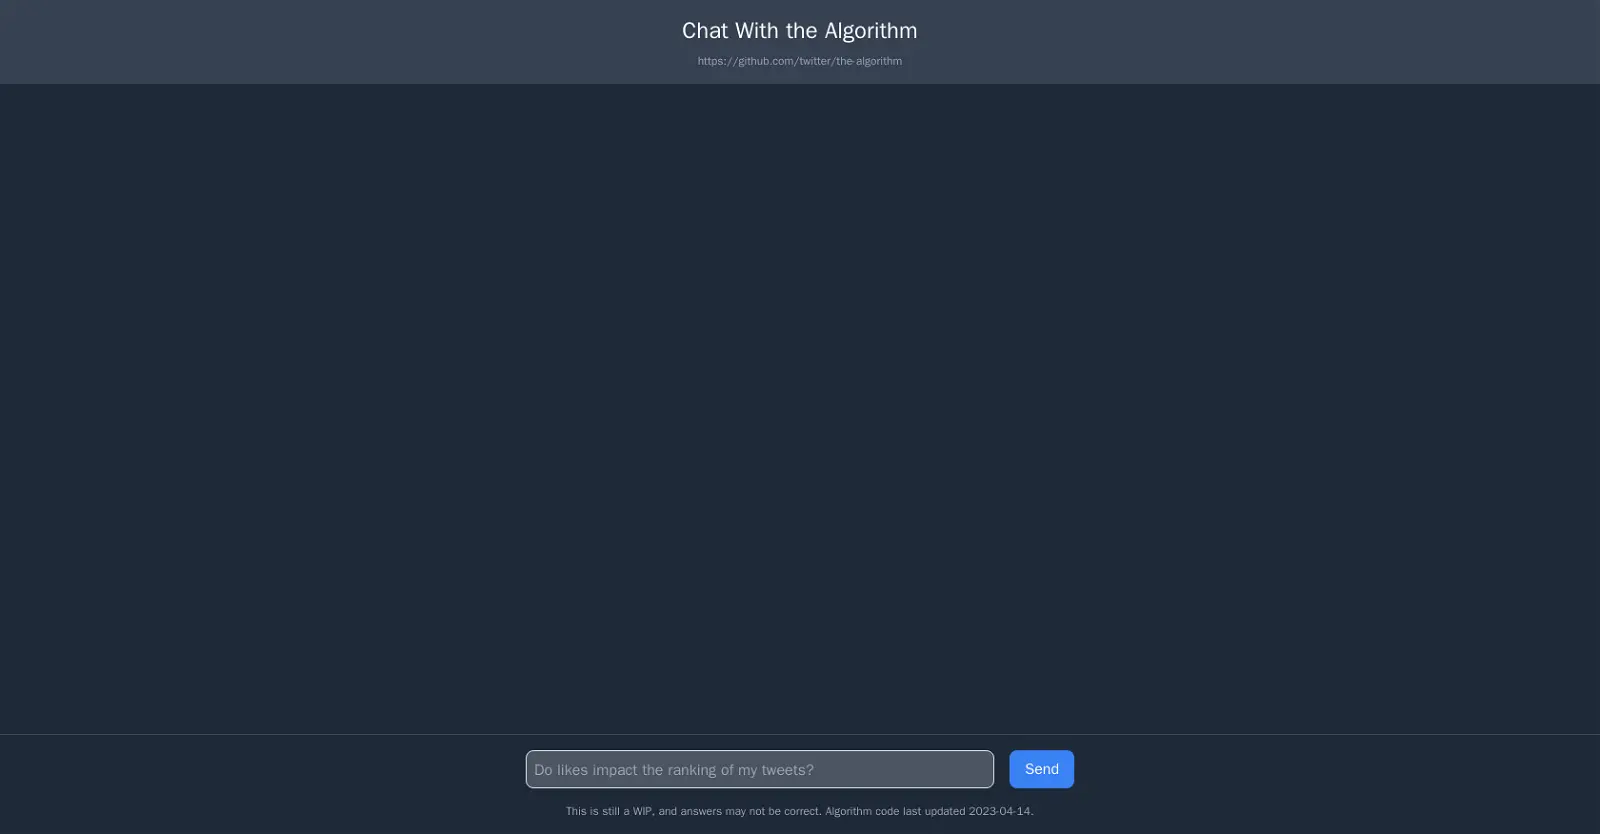 Chat With the Algorithm
https://github.com/twitter/the-algorithm
Do likes impact the ranking of my tweets?
Send
This is still a WIP, and answers may not be correct. Algorithm code last updated 2023-04-14.